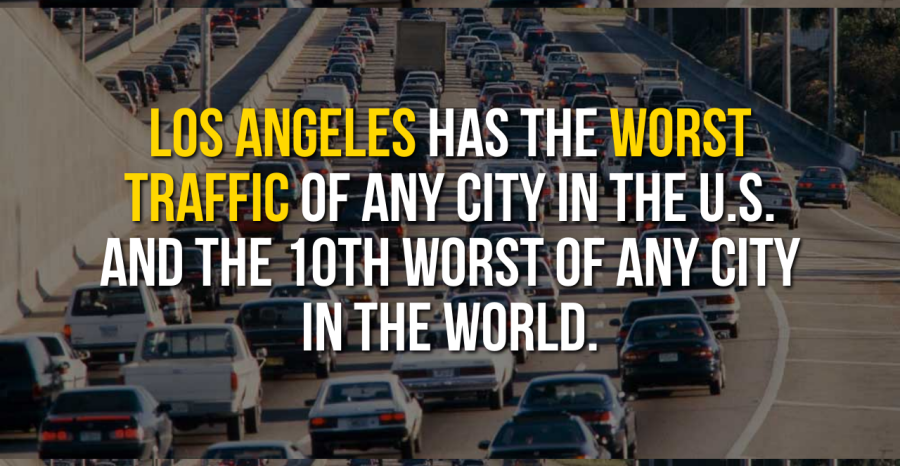 LOS ANGELES HAS THE WORST
TRAFFIC OF ANY CITY IN THE U.S.
AND THE 10TH WORST OF ANY CITY
IN THE WORLD.